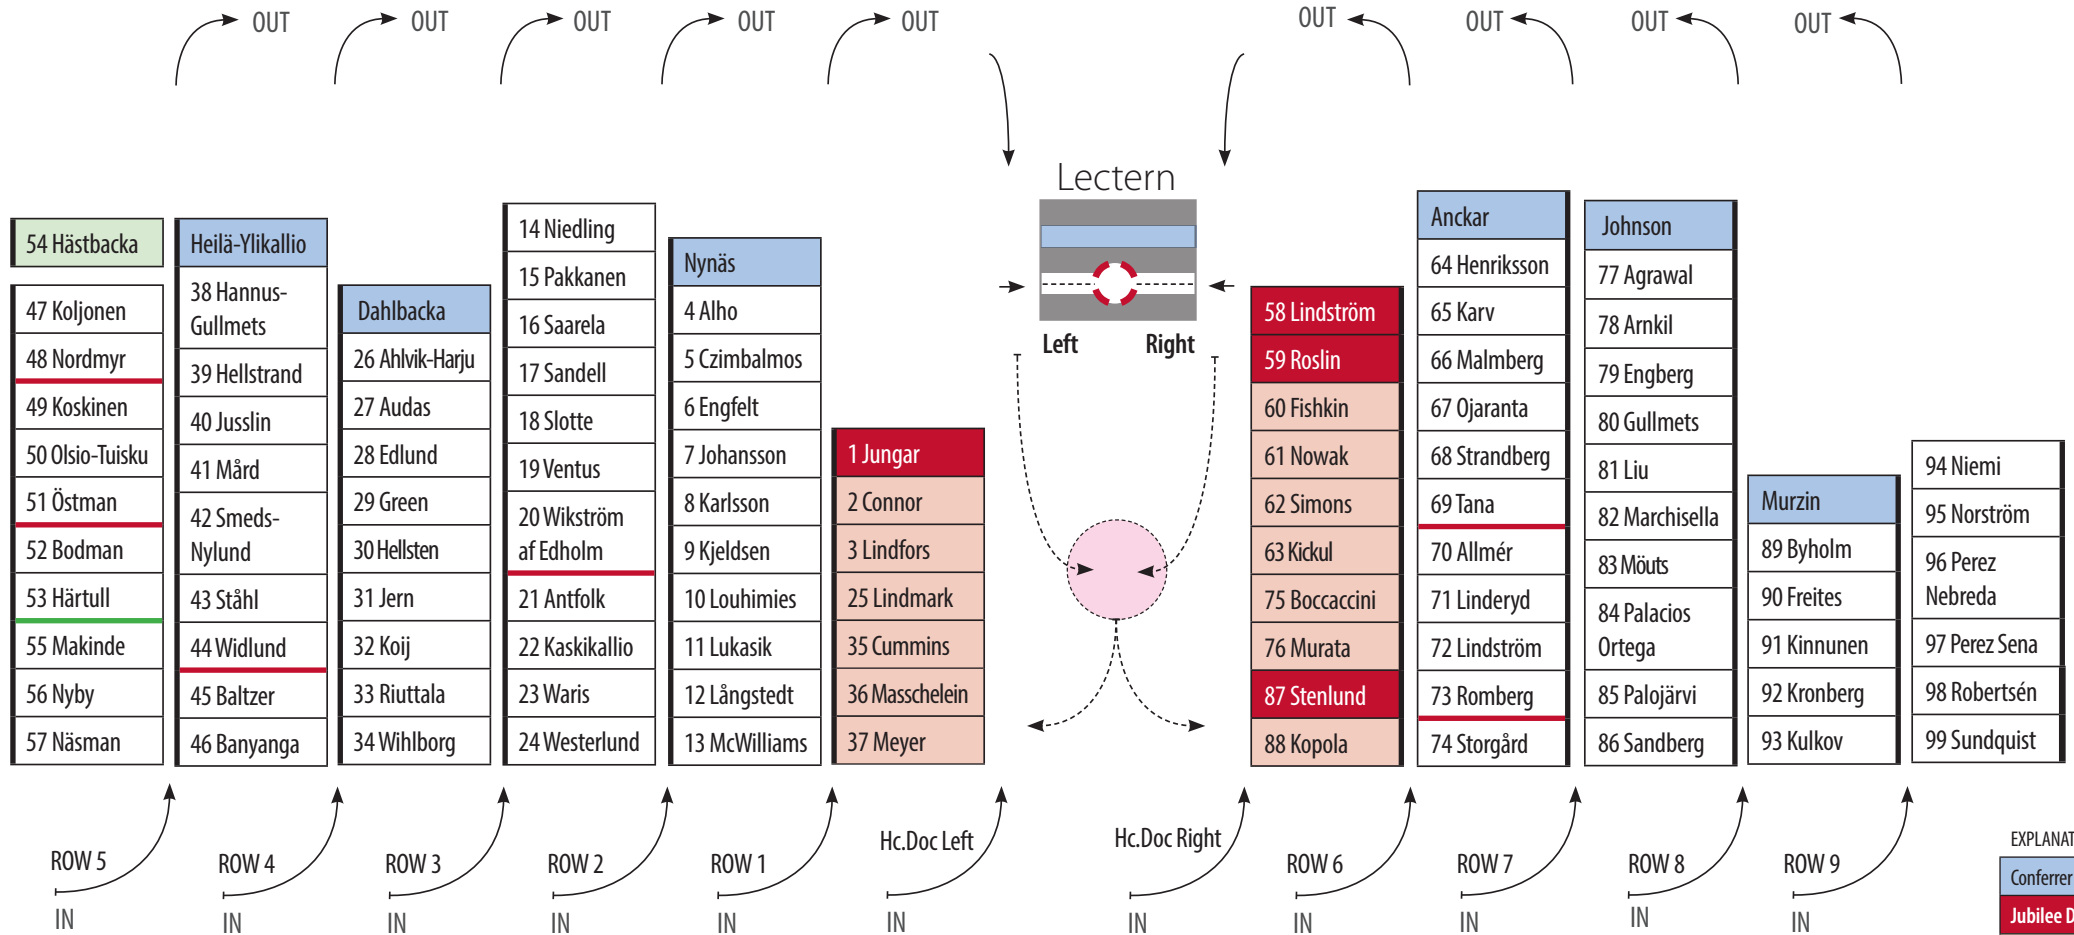 OUT
OUT
OUT
OUT
OUT
OUT
OUT
OUT
OUT
54 Hästbacka
47 Koljonen
48 Nordmyr
49 Koskinen
50 Olsio-Tuisku
51 Östman
52 Bodman
53 Härtull
55 Makinde
56 Nyby
57 Näsman
Heilä-Ylikallio
38 Hannus-
Gullmets
39 Hellstrand
40 Jusslin
41 Mård
42 Smeds-
Nylund
43 Ståhl
44 Widlund
45 Baltzer
46 Banyanga
Dahlbacka
26 Ahlvik-Harju
27 Audas
28 Edlund
29 Green
30 Hellsten
31 Jern
32 Koij
33 Riuttala
34 Wihlborg
14 Niedling
15 Pakkanen
16 Saarela
17 Sandell
18 Slotte
19 Ventus
20 Wikström
af Edholm
21 Antfolk
22 Kaskikallio
23 Waris
24 Westerlund
Nynäs
4 Alho
5 Czimbalmos
6 Engfelt
7 Johansson
8 Karlsson
9 Kjeldsen
10 Louhimies
11 Lukasik
12 Långstedt
13 McWilliams
1 Jungar
2 Connor
3 Lindfors
25 Lindmark
35 Cummins
36 Masschelein
37 Meyer
Lectern
Left
Right
58 Lindström
59 Roslin
60 Fishkin
61 Nowak
62 Simons
63 Kickul
75 Boccaccini
76 Murata
87 Stenlund
88 Kopola
Anckar
64 Henriksson
65 Karv
66 Malmberg
67 Ojaranta
68 Strandberg
69 Tana
70 Allmér
71 Linderyd
72 Lindström
73 Romberg
74 Storgård
Johnson
77 Agrawal
78 Arnkil
79 Engberg
80 Gullmets
81 Liu
82 Marchisella
83 Möuts
84 Palacios
Ortega
85 Palojärvi
86 Sandberg
Murzin
89 Byholm
90 Freites
91 Kinnunen
92 Kronberg
93 Kulkov
94 Niemi
95 Norström
96 Perez
Nebreda
97 Perez Sena
98 Robertsén
99 Sundquist
ROW 5
IN
ROW 4
IN
ROW 3
IN
ROW 2
IN
ROW 1
IN
Hc.Doc Left
IN
Hc.Doc Right
IN
ROW 6
IN
ROW 7
IN
ROW 8
IN
ROW 9
IN
EXPLANAT
Conferrer
Jubilee D